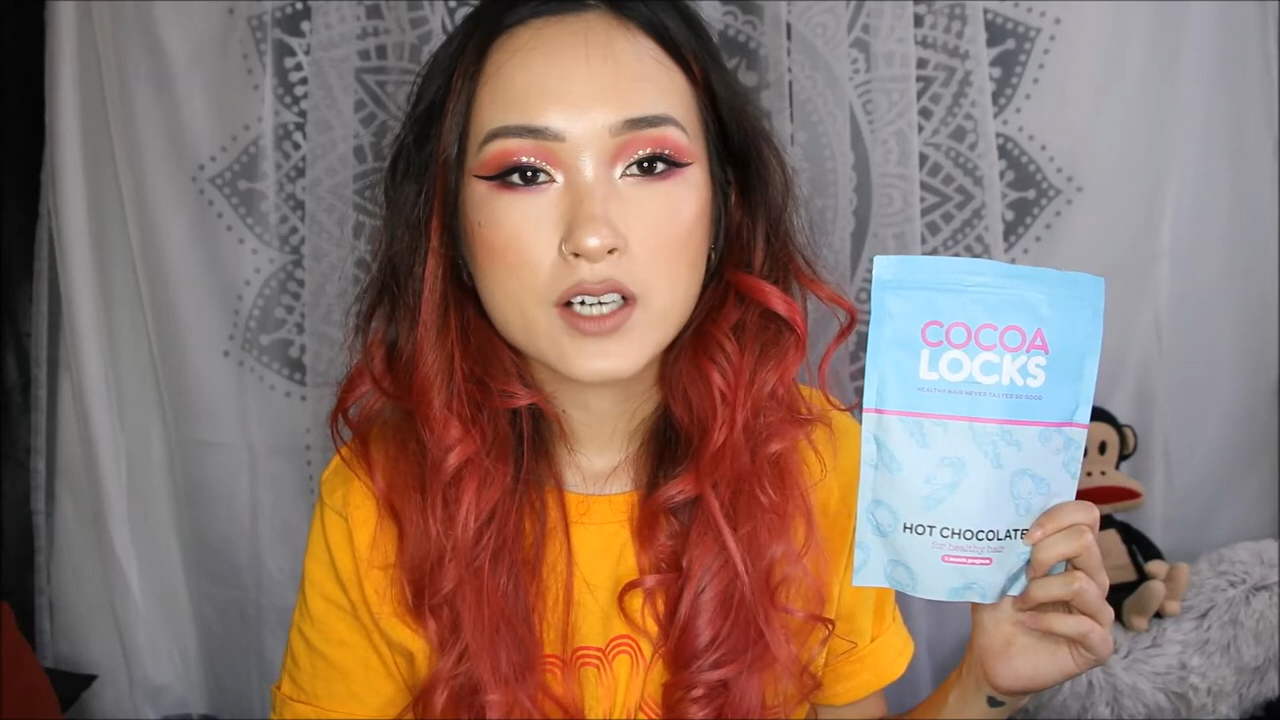 COCOA
LOCKS
HEALTHY HAIR NEVER TASTED SO GOOD
HOT CHOCOLATE
for healthy hair